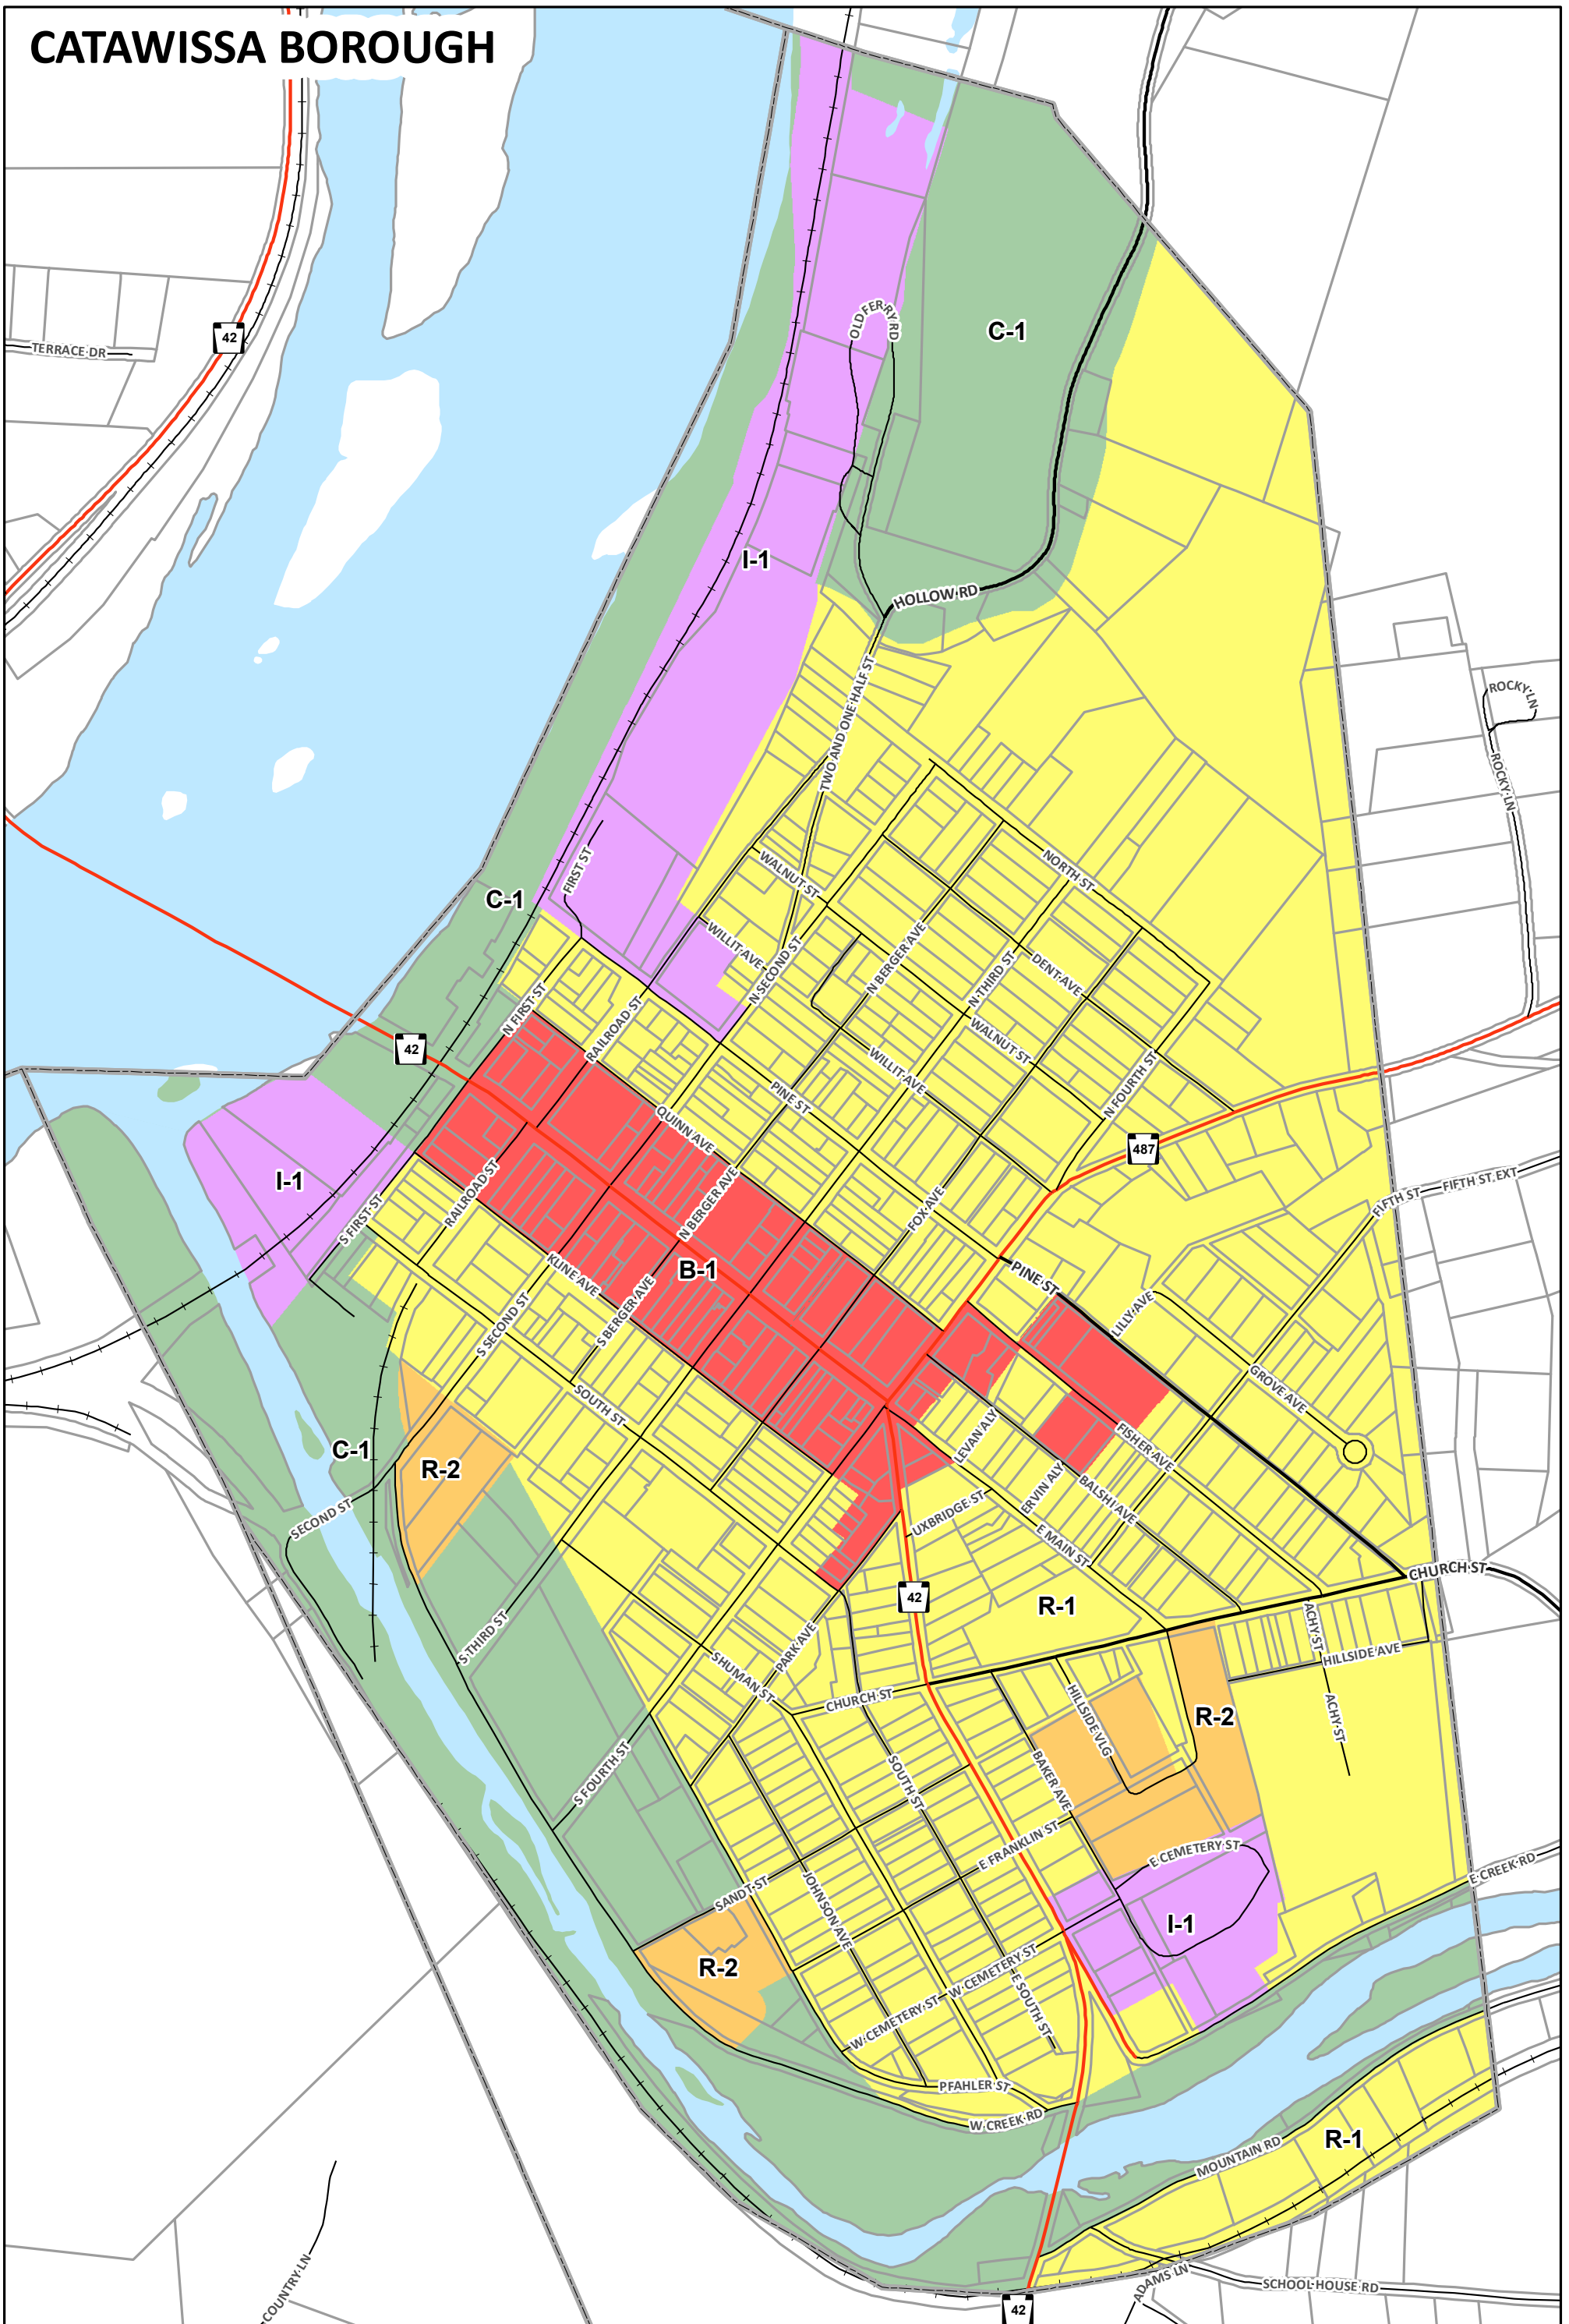 CATAWISSA BOROUGH
42
TERRACE DR
OLD FERRY RD
C-1
I-1
HOLLOW RD
TWO AND ONE HALF ST
ROCKY LN
ROCKY LN
NORTH ST
WALNUT ST
FIRST ST
C-1
WILLIT AVE
N SECOND ST
N BERGER AVE
N THIRD ST
DENT AVE
N FIRST ST
RAILROAD ST
WALNUT ST
WILLIT AVE
N FOURTH ST
42
PINE ST
QUINN AVE
487
I-1
S FIRST ST
RAILROAD ST
N BERGER AVE
FOX AVE
FIFTH ST
FIFTH ST EXT
B-1
KLINE AVE
S BERGER AVE
S SECOND ST
PINE ST
LILLY AVE
GROVE AVE
SOUTH ST
C-1
R-2
LEVAN ALY
FISHER AVE
ERVIN ALY
BALSHI AVE
SECOND ST
UXBRIDGE ST
E MAIN ST
42
R-1
CHURCH ST
S THIRD ST
PARK AVE
SHUMAN ST
ACHY ST
HILLSIDE AVE
CHURCH ST
HILLSIDE VLG
R-2
ACHY ST
S FOURTH ST
SOUTH ST
BAKER AVE
E FRANKLIN ST
E CEMETERY ST
E CREEK RD
SANDT ST
JOHNSON AVE
I-1
R-2
W CEMETERY ST
W CEMETERY ST
E SOUTH ST
PFAHLER ST
W CREEK RD
MOUNTAIN RD
R-1
COUNTRY LN
ADAMS LN
SCHOOL HOUSE RD
42